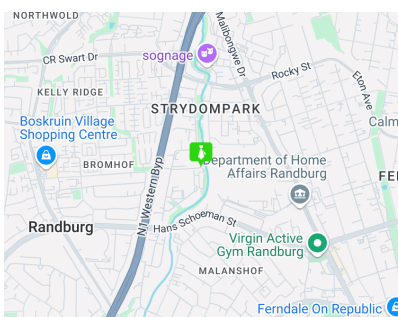 NORTHWOLD
Malibongwe Dr
CR Swart Dr
sognage
Rocky St
Eton Ave
KELLY RIDGE
STRYDOMPARK
Boskruin Village
Shopping Centre
Calm
BROMHOF
Department of Home
Affairs Randburg
FE
N1 Western Byp
Randburg
Hans Schoeman St
Virgin Active
Gym Randburg
MALANSHOF
Ferndale On Republic